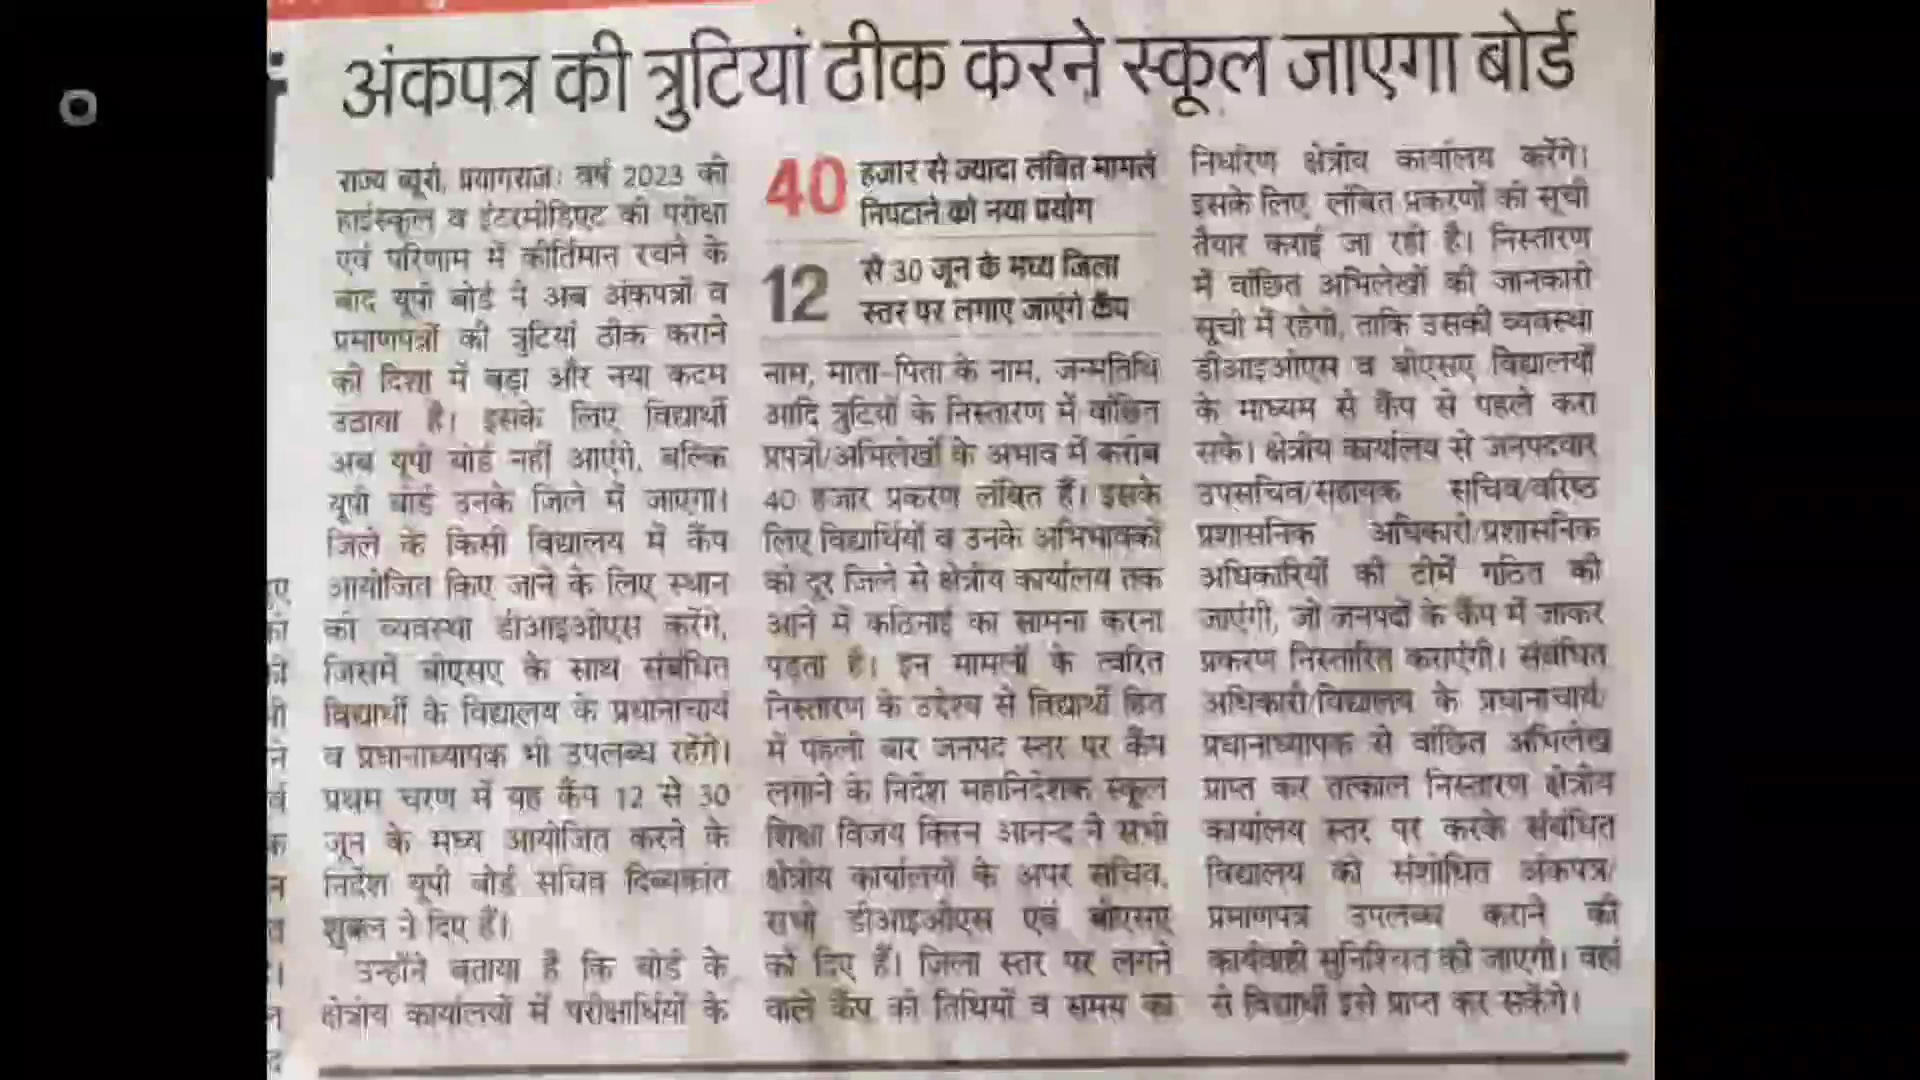 अंकपत्र की त्रुटियां ठीक करने स्कूल जाएगा बोर्ड
राज्य ब्यूरो, प्रयागराज: वर्ष 2023 की
हाईस्कूल व इंटरमीडिएट की परीक्षा
एवं परिणाम में कीर्तिमान रचने के
बाद यूपी बोर्ड ने अब अंकपत्रों व
प्रमाणपत्रों की त्रुटियां ठीक कराने
की दिशा में बड़ा और नया कदम
उठाया है। इसके लिए विद्यार्थी
अब यूपी बोर्ड नहीं आएंगे, बल्कि
यूपी बोर्ड उनके जिले में जाएगा।
जिले के किसी विद्यालय में कैंप
आयोजित किए जाने के लिए स्थान
की व्यवस्था डीआइओएस करेंगे,
जिसमें बीएसए के साथ संबंधित
विद्यार्थी के विद्यालय के प्रधानाचार्य
व प्रधानाध्यापक भी उपलब्ध रहेंगे।
प्रथम चरण में यह कैंप 12 से 30
जून के मध्य आयोजित करने के
निर्देश यूपी बोर्ड सचिव दिब्यकांत
शुक्ल ने दिए हैं।
उन्होंने बताया है कि बोर्ड के
क्षेत्रीय कार्यालयों में परीक्षार्थियों के
40 हजार से ज्यादा लंबित मामले
निपटाने को नया प्रयोग
12 से 30 जून के मध्य जिला
स्तर पर लगाए जाएंगे कैंप
नाम, माता-पिता के नाम, जन्मतिथि
आदि त्रुटियों के निस्तारण में वांछित
प्रपत्रों/अभिलेखों के अभाव में करीब
40 हजार प्रकरण लंबित हैं। इसके
लिए विद्यार्थियों व उनके अभिभावकों
को दूर जिले से क्षेत्रीय कार्यालय तक
आने में कठिनाई का सामना करना
पड़ता है। इन मामलों के त्वरित
निस्तारण के उद्देश्य से विद्यार्थी हित
में पहली बार जनपद स्तर पर कैंप
लगाने के निर्देश महानिदेशक स्कूल
शिक्षा विजय किरन आनन्द ने सभी
क्षेत्रीय कार्यालयों के अपर सचिव,
सभी डीआइओएस एवं बीएसए
को दिए हैं। जिला स्तर पर लगने
वाले कैंप की तिथियों व समय का
निर्धारण क्षेत्रीय कार्यालय करेंगे।
इसके लिए लंबित प्रकरणों की सूची
तैयार कराई जा रही है। निस्तारण
में वांछित अभिलेखों की जानकारी
सूची में रहेगी, ताकि उसकी व्यवस्था
डीआइओएस व बीएसए विद्यालयों
के माध्यम से कैंप से पहले करा
सकें। क्षेत्रीय कार्यालय से जनपदवार
उपसचिव/सहायक सचिव/वरिष्ठ
प्रशासनिक अधिकारी/प्रशासनिक
अधिकारियों की टीमें गठित की
जाएंगी, जो जनपदों के कैंप में जाकर
प्रकरण निस्तारित कराएंगी। संबंधित
अधिकारी/विद्यालय के प्रधानाचार्य/
प्रधानाध्यापक से वांछित अभिलेख
प्राप्त कर तत्काल निस्तारण क्षेत्रीय
कार्यालय स्तर पर करके संबंधित
विद्यालय को संशोधित अंकपत्र/
प्रमाणपत्र उपलब्ध कराने की
कार्यवाही सुनिश्चित की जाएगी। वहां
से विद्यार्थी इसे प्राप्त कर सकेंगे।